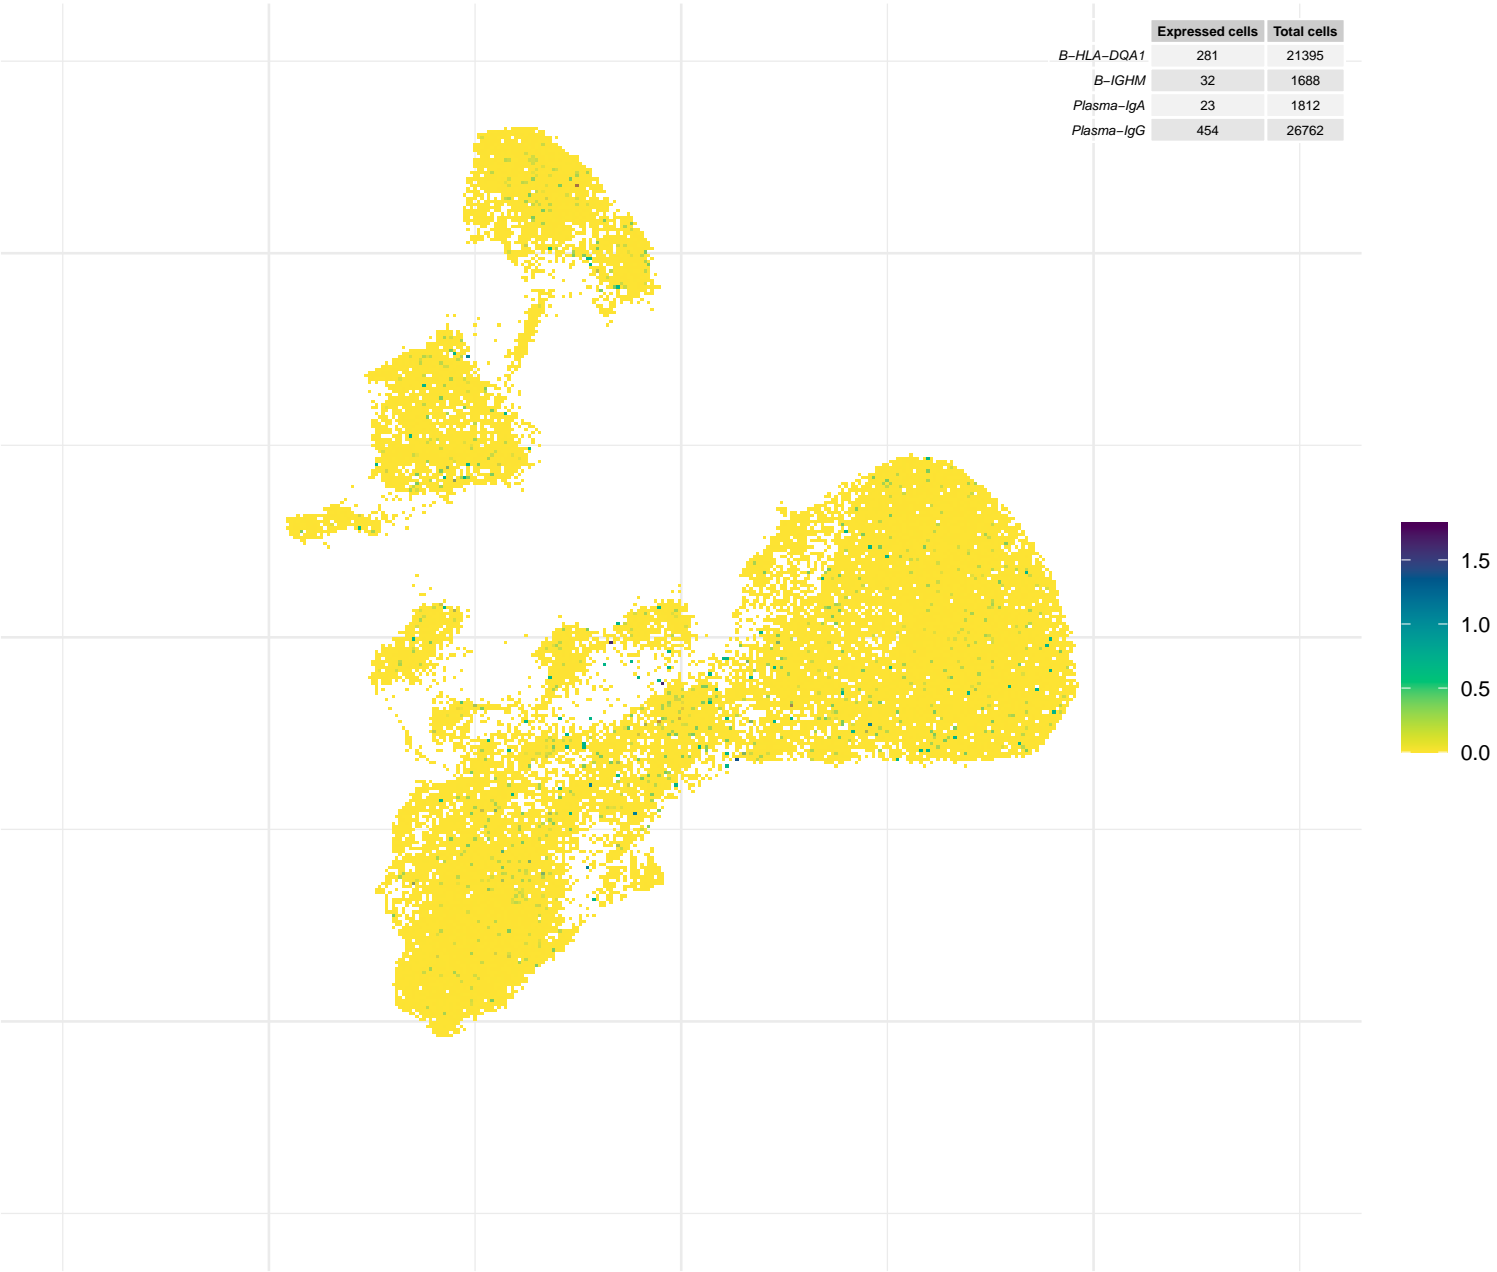 Expressed cells Total cells
B−HLA−DQA1 281 21395
B−IGHM 32 1688
Plasma−IgA 23 1812
Plasma−IgG 454 26762
1.5
1.0
0.5
0.0